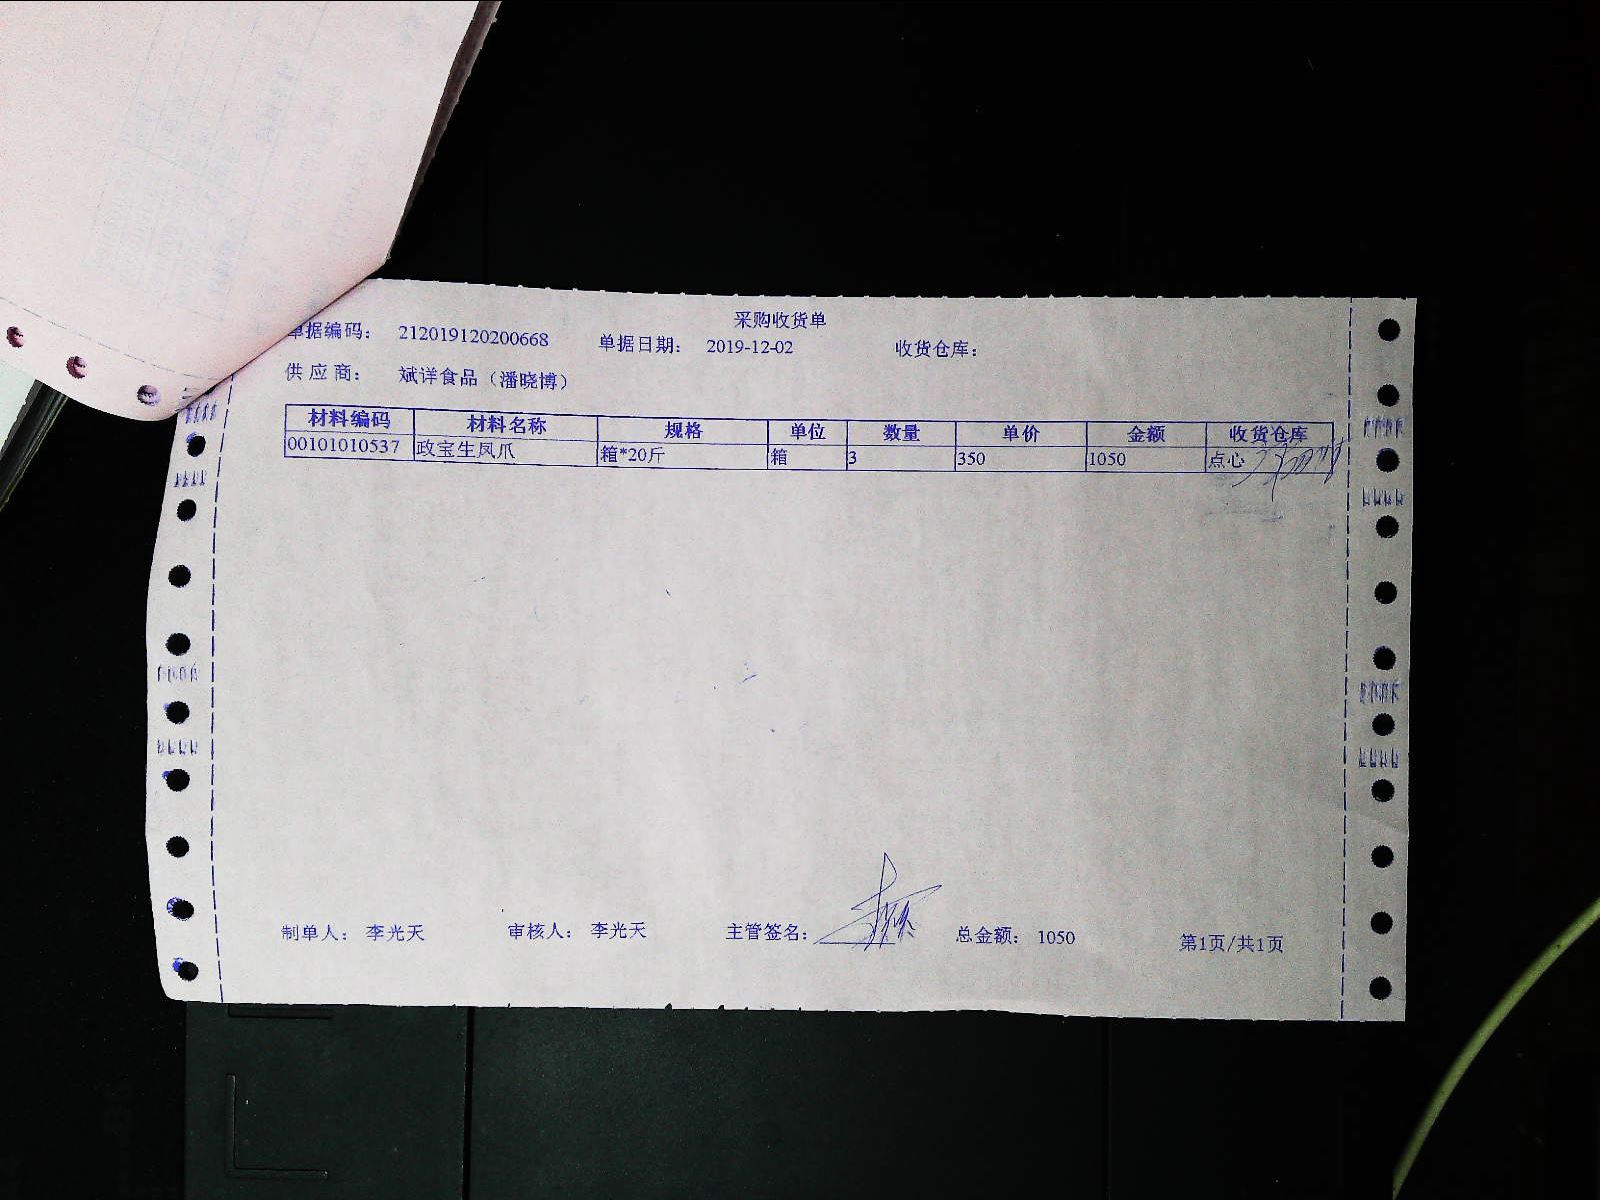 采购收货单
单据编码： 212019120200668 单据日期： 2019-12-02 收货仓库：
供应商： 斌详食品（潘晓博）
材料编码 材料名称 规格 单位 数量 单价 金额 收货仓库
00101010537 政宝生凤爪 箱*20斤 箱 3 350 1050 点心
制单人： 李光天 审核人： 李光天 主管签名： 总金额： 1050 第1页/共1页